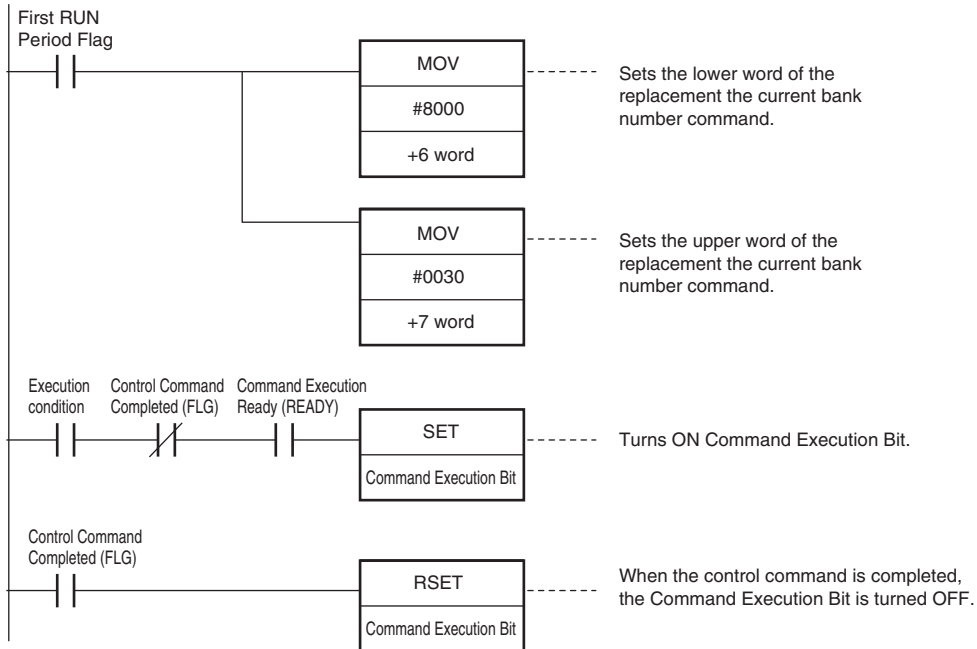 First RUN
Period Flag
MOV
#8000
+6 word
Sets the lower word of the
replacement the current bank
number command.
MOV
#0030
+7 word
Sets the upper word of the
replacement the current bank
number command.
Execution
condition
Control Command
Completed (FLG)
Command Execution
Ready (READY)
SET
Command Execution Bit
Turns ON Command Execution Bit.
Control Command
Completed (FLG)
RSET
Command Execution Bit
When the control command is completed,
the Command Execution Bit is turned OFF.